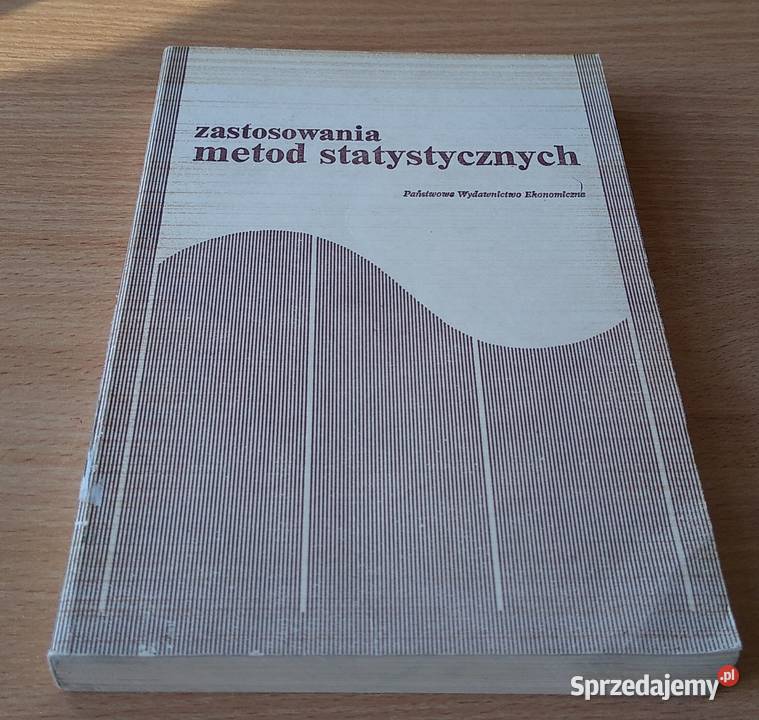 zastosowania
metod statystycznych
Państwowe Wydawnictwo Ekonomiczne
Sprzedajemy.pl